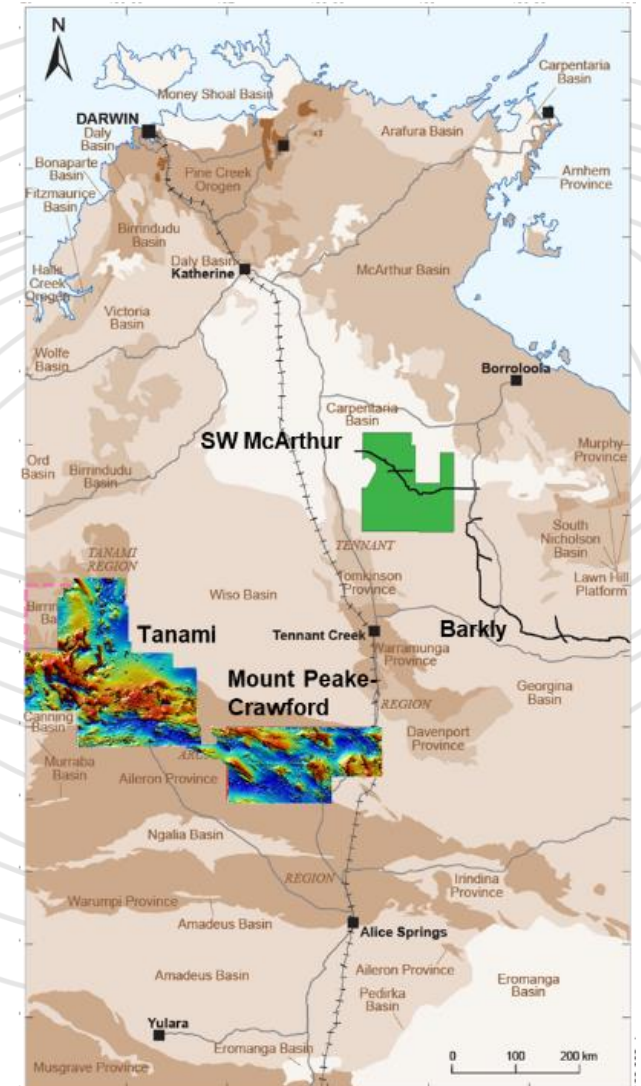 N
Money Shoal Basin
Carpentaria
Basin
DARWIN
Daly
Basin
Arafura Basin
Bonaparte
Basin
Pine Creek
Orogen
Arnhem
Province
Fitzmaurice
Basin
Birrindudu
Basin
Daly Basin
Katherine
McArthur Basin
Halls
Creek
Orogen
Victoria
Basin
Wolfe
Basin
Borroloola
Carpentaria
Basin
SW McArthur
Murphy
Province
Ord
Basin
Birrindudu
Basin
South
Nicholson
Basin
TENNANT
TANAMI
REGION
Tomkinson
Province
Lawn Hill
Platform
Wiso Basin
Tanami
Tennant Creek
Barkly
Warramunga
Province
Mount Peake-
Crawford
Georgina
Basin
REGION
Canning
Basin
Davenport
Province
Murraba
Basin
Aileron Province
Ngalia Basin
REGION
Irindina
Province
Warumpi Province
Amadeus Basin
Alice Springs
Aileron Province
Amadeus Basin
Pedirka
Basin
Eromanga
Basin
Yulara
Eromanga Basin
0 100 200 km
Musgrave Province